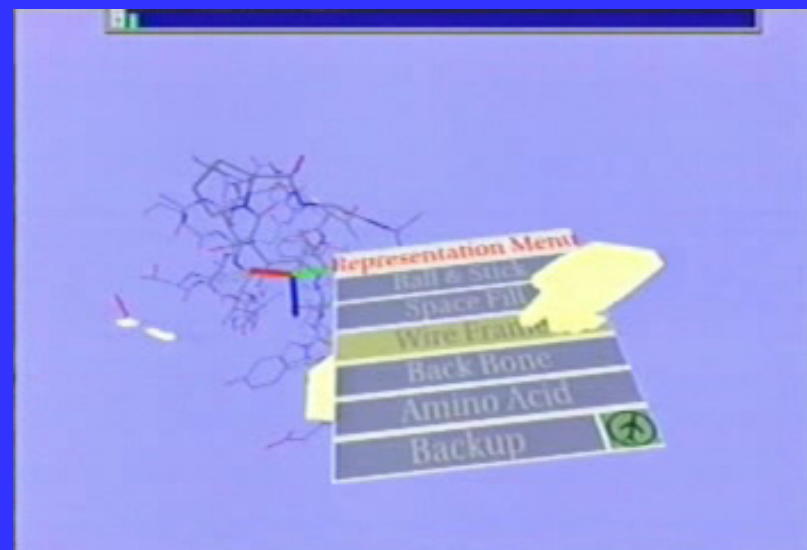 Representation Menu
Ball & Stick
Space Fill
Wire Frame
Back Bone
Amino Acid
Backup